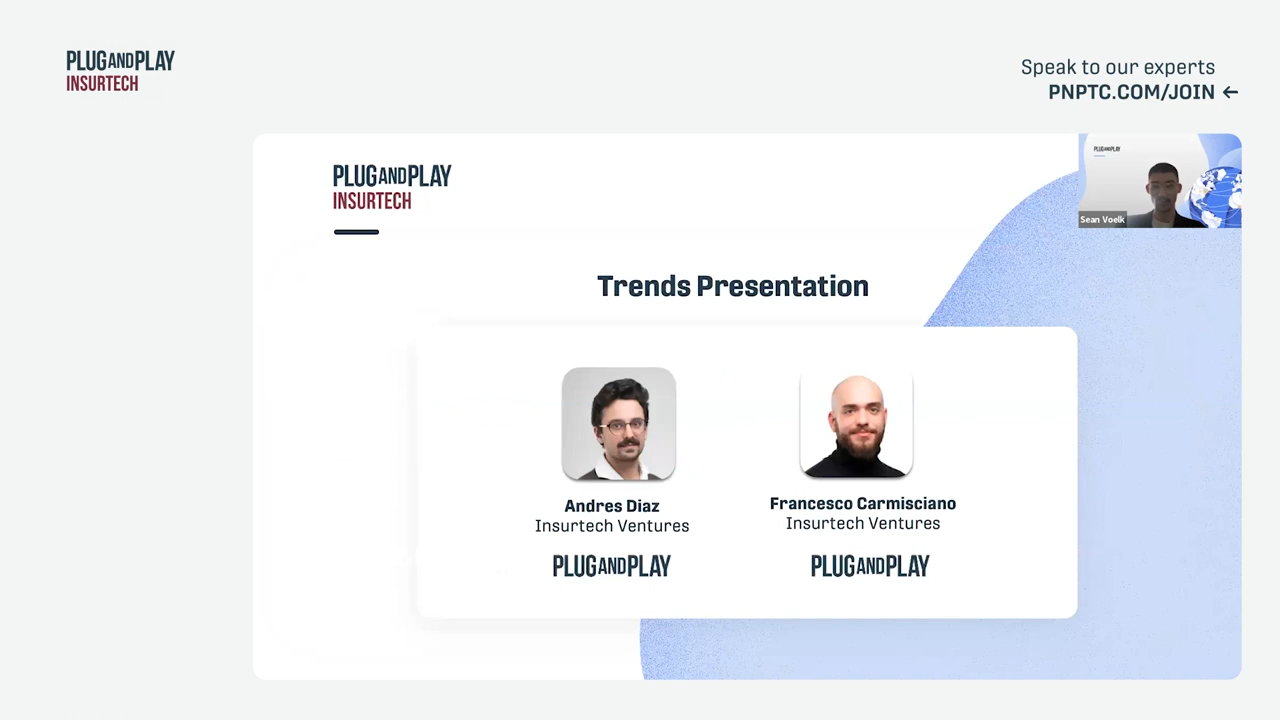 PLUGANDPLAY
INSURTECH
Speak to our experts
PNPTC.COM/JOIN ←
PLUGANDPLAY
INSURTECH
PLUGANDPLAY
Sean Voelk
Trends Presentation
Andres Diaz
Insurtech Ventures
PLUGANDPLAY
Francesco Carmisciano
Insurtech Ventures
PLUGANDPLAY